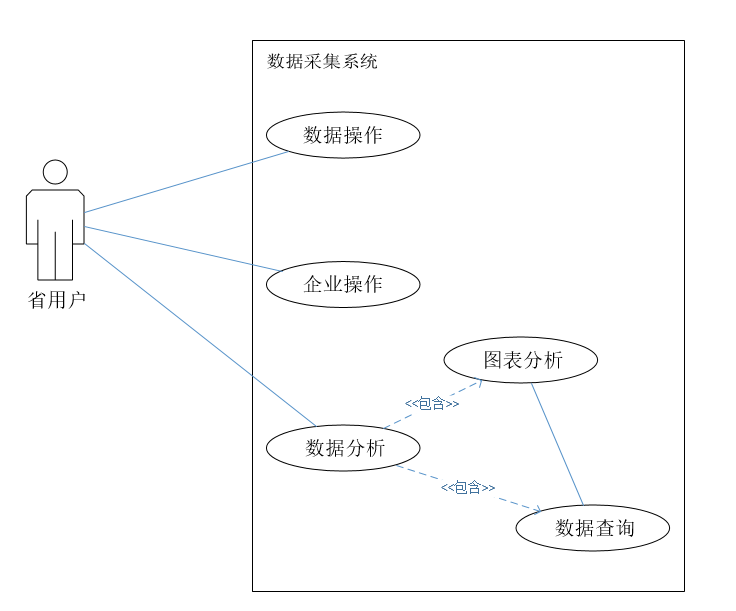 数据采集系统
数据操作
省用户
企业操作
图表分析
<<包含>>
数据分析
<<包含>>
数据查询